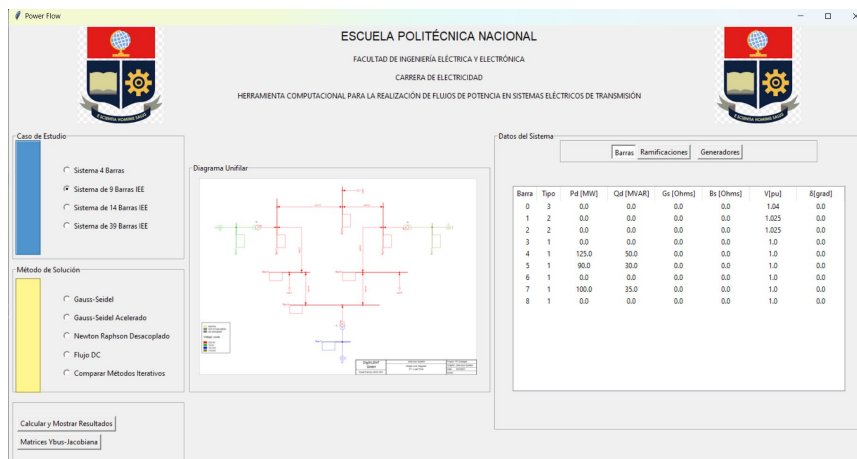 Power Flow
ESCUELA POLITÉCNICA NACIONAL
FACULTAD DE INGENIERÍA ELÉCTRICA Y ELECTRÓNICA
CARRERA DE ELECTRICIDAD
HERRAMIENTA COMPUTACIONAL PARA LA REALIZACIÓN DE FLUJOS DE POTENCIA EN SISTEMAS ELÉCTRICOS DE TRANSMISIÓN
E SCIENTIA HOMINIS SALUS
E SCIENTIA HOMINIS SALUS
Caso de Estudio
Sistema 4 Barras
Sistema de 9 Barras IEE
Sistema de 14 Barras IEE
Sistema de 39 Barras IEE
Método de Solución
Gauss-Seidel
Gauss-Seidel Acelerado
Newton Raphson Desacoplado
Flujo DC
Comparar Métodos Iterativos
Calcular y Mostrar Resultados
Matrices Ybus-Jacobiana
Diagrama Unifilar
Datos del Sistema
Barras Ramificaciones Generadores
Barra Tipo Pd [MW] Qd [MVAR] Gs [Ohms] Bs [Ohms] V[pu] δ[grad]
0 3 0.0 0.0 0.0 0.0 1.04 0.0
1 2 0.0 0.0 0.0 0.0 1.025 0.0
2 2 0.0 0.0 0.0 0.0 1.025 0.0
3 1 0.0 0.0 0.0 0.0 1.0 0.0
4 1 125.0 50.0 0.0 0.0 1.0 0.0
5 1 90.0 30.0 0.0 0.0 1.0 0.0
6 1 0.0 0.0 0.0 0.0 1.0 0.0
7 1 100.0 35.0 0.0 0.0 1.0 0.0
8 1 0.0 0.0 0.0 0.0 1.0 0.0